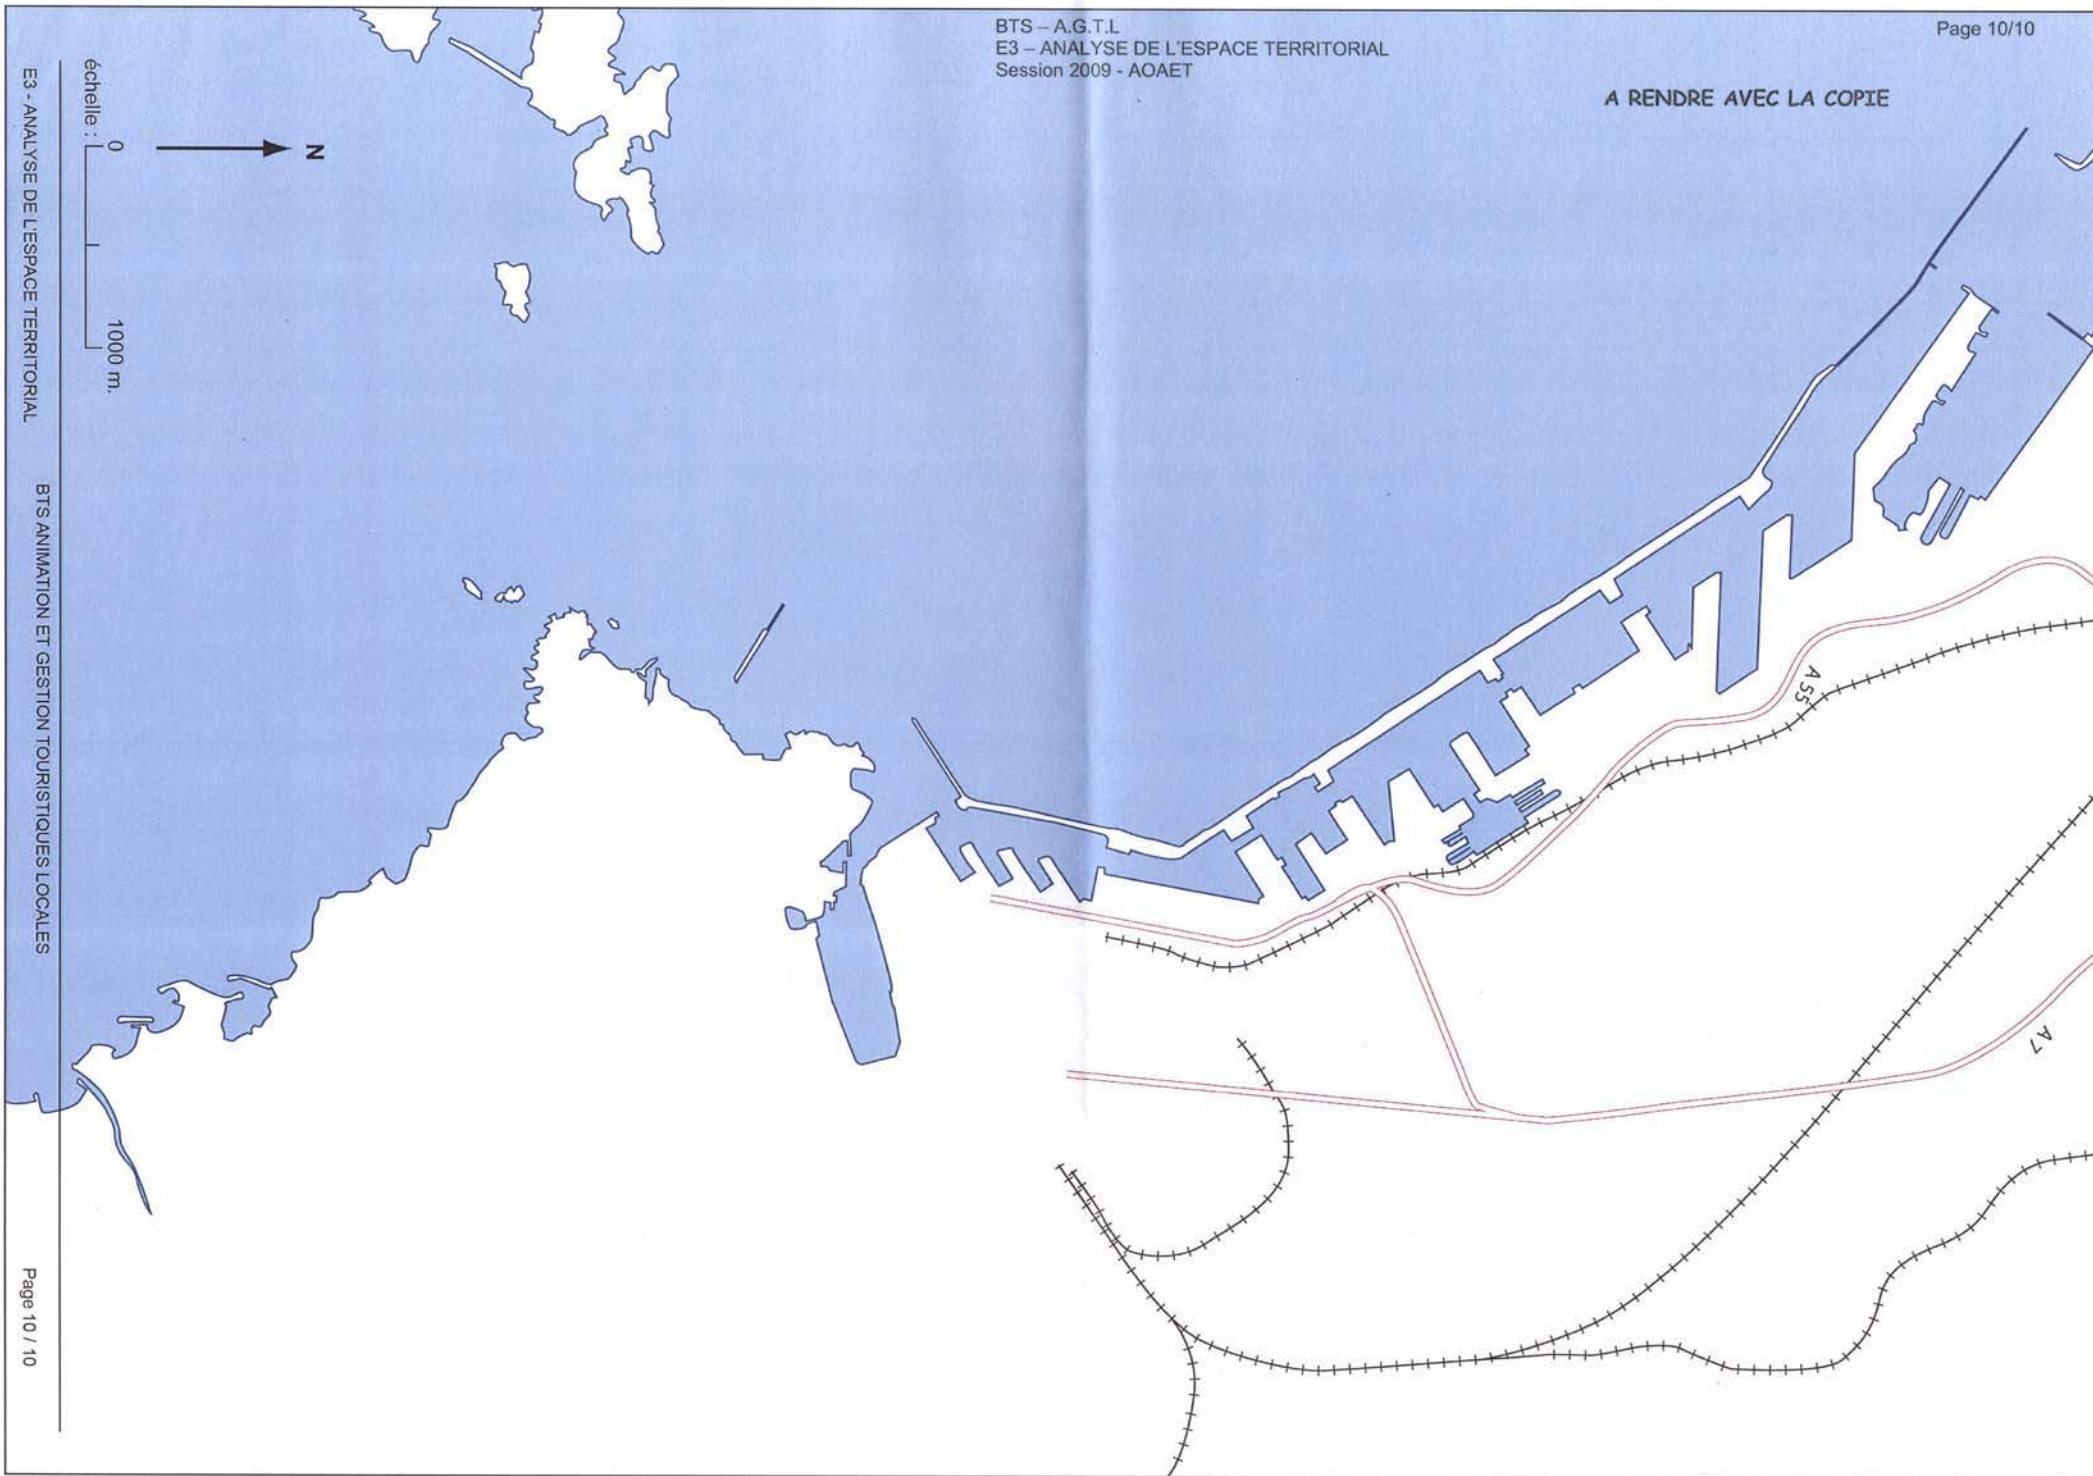 BTS – A.G.T.L
E3 – ANALYSE DE L'ESPACE TERRITORIAL
Session 2009 - AOAET
Page 10/10
A RENDRE AVEC LA COPIE
échelle :
0
1000 m.
N
A 55
A 7
E3 - ANALYSE DE L'ESPACE TERRITORIAL
BTS ANIMATION ET GESTION TOURISTIQUES LOCALES
Page 10 / 10